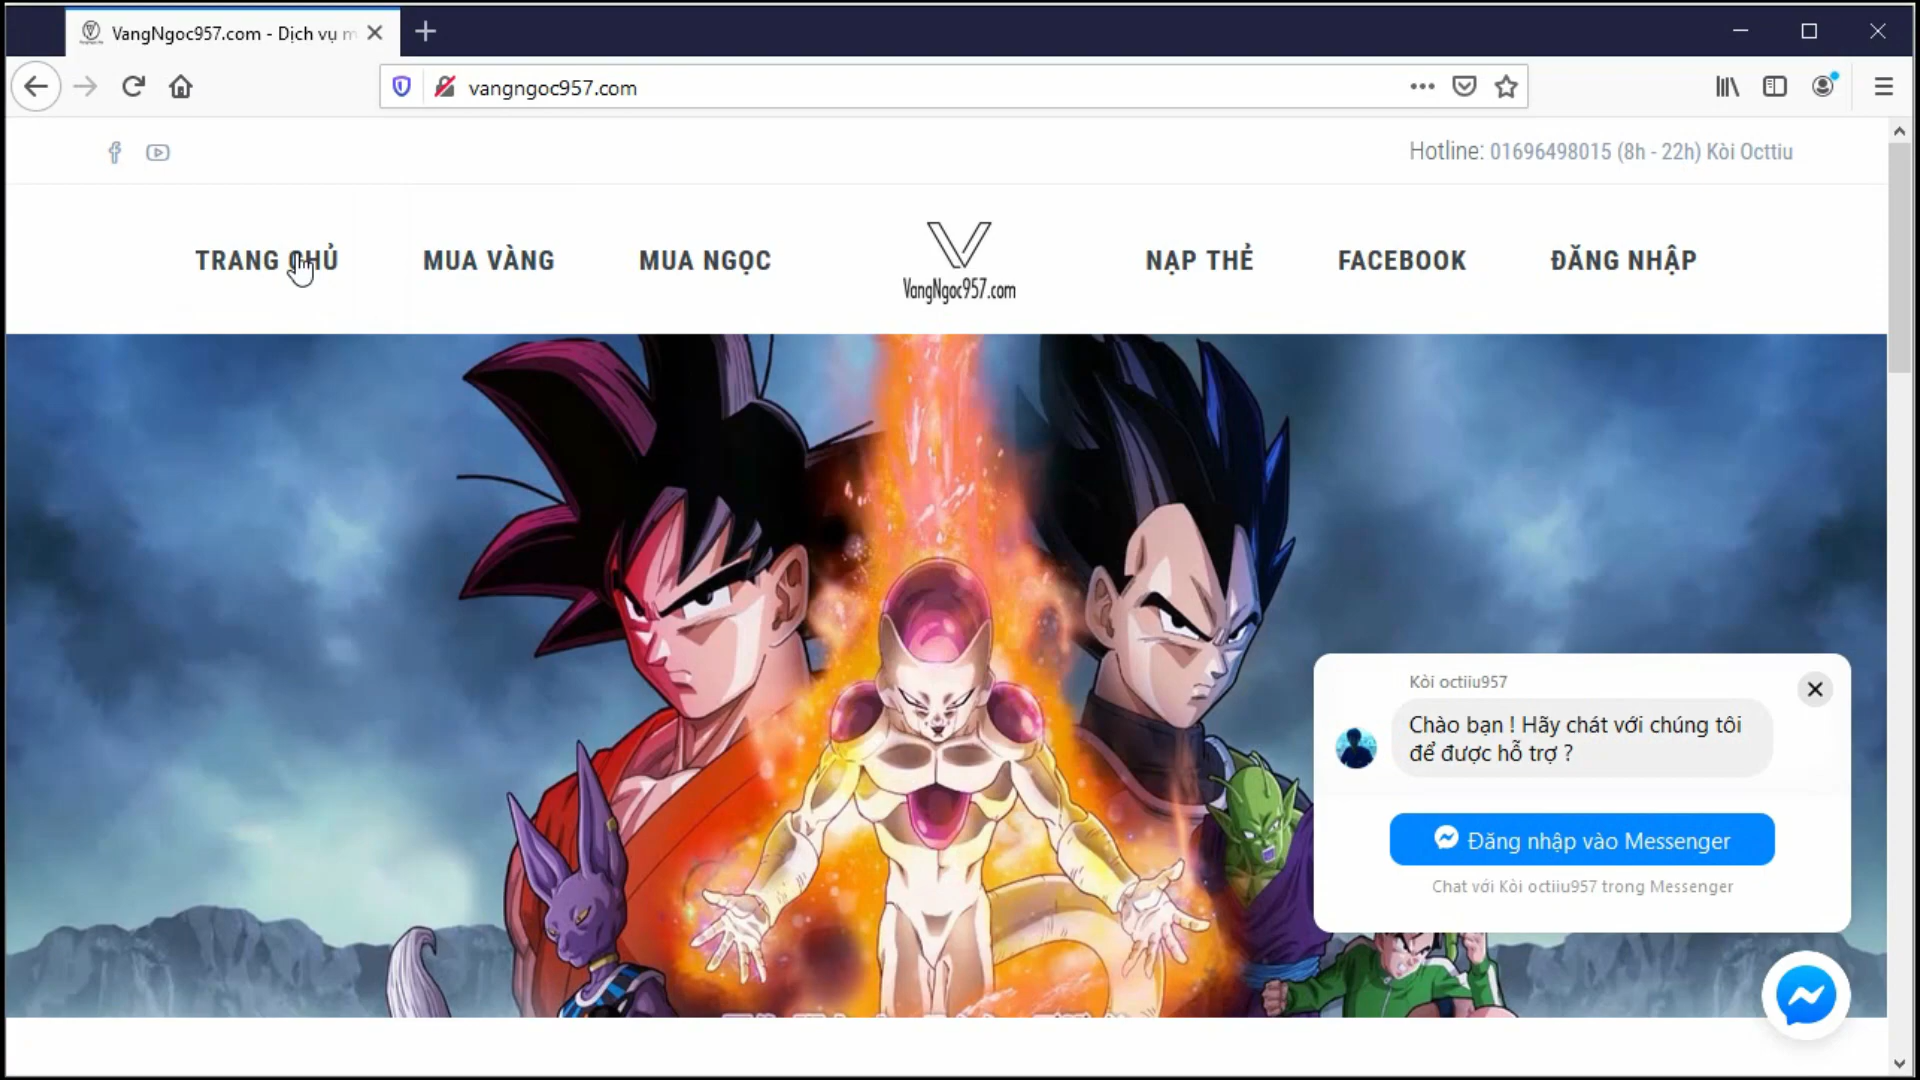 VangNgoc957.com - Dịch vụ m
vangngoc957.com
Hotline: 01696498015 (8h - 22h) Kòi Octtiu
TRANG CHỦ
MUA VÀNG
MUA NGỌC
VangNgoc957.com
NẠP THẺ
FACEBOOK
ĐĂNG NHẬP
Kòi octiiu957
Chào bạn ! Hãy chát với chúng tôi
để được hỗ trợ ?
Đăng nhập vào Messenger
Chat với Kòi octiiu957 trong Messenger